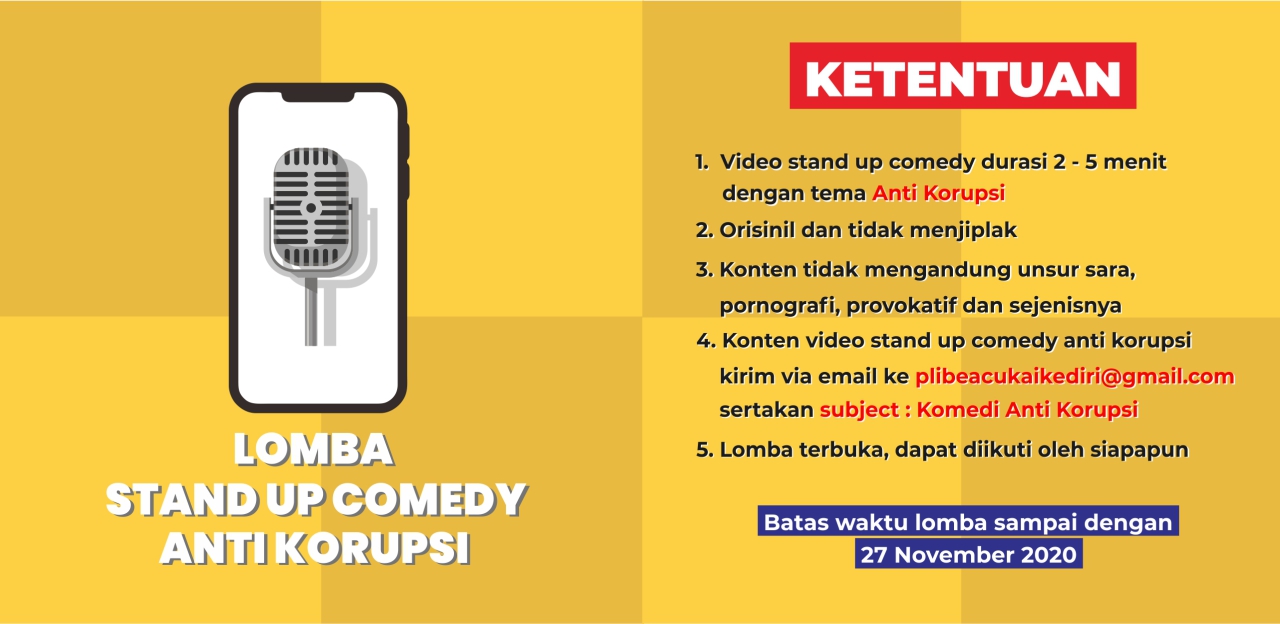 LOMBA
STAND UP COMEDY
ANTI KORUPSI
KETENTUAN
1. Video stand up comedy durasi 2 - 5 menit
dengan tema Anti Korupsi
2. Orisinil dan tidak menjiplak
3. Konten tidak mengandung unsur sara,
pornografi, provokatif dan sejenisnya
4. Konten video stand up comedy anti korupsi
kirim via email ke plibeacukaikediri@gmail.com
sertakan subject : Komedi Anti Korupsi
5. Lomba terbuka, dapat diikuti oleh siapapun
Batas waktu lomba sampai dengan
27 November 2020